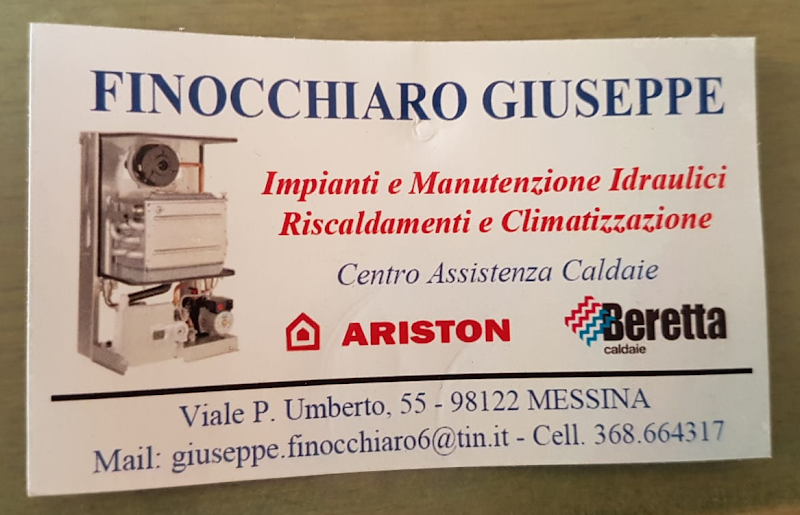 FINOCCHIARO GIUSEPPE
Impianti e Manutenzione Idraulici
Riscaldamenti e Climatizzazione
Centro Assistenza Caldaie
ARISTON
Beretta
caldaie
Viale P. Umberto, 55 - 98122 MESSINA
Mail: giuseppe.finocchiaro6@tin.it - Cell. 368.664317